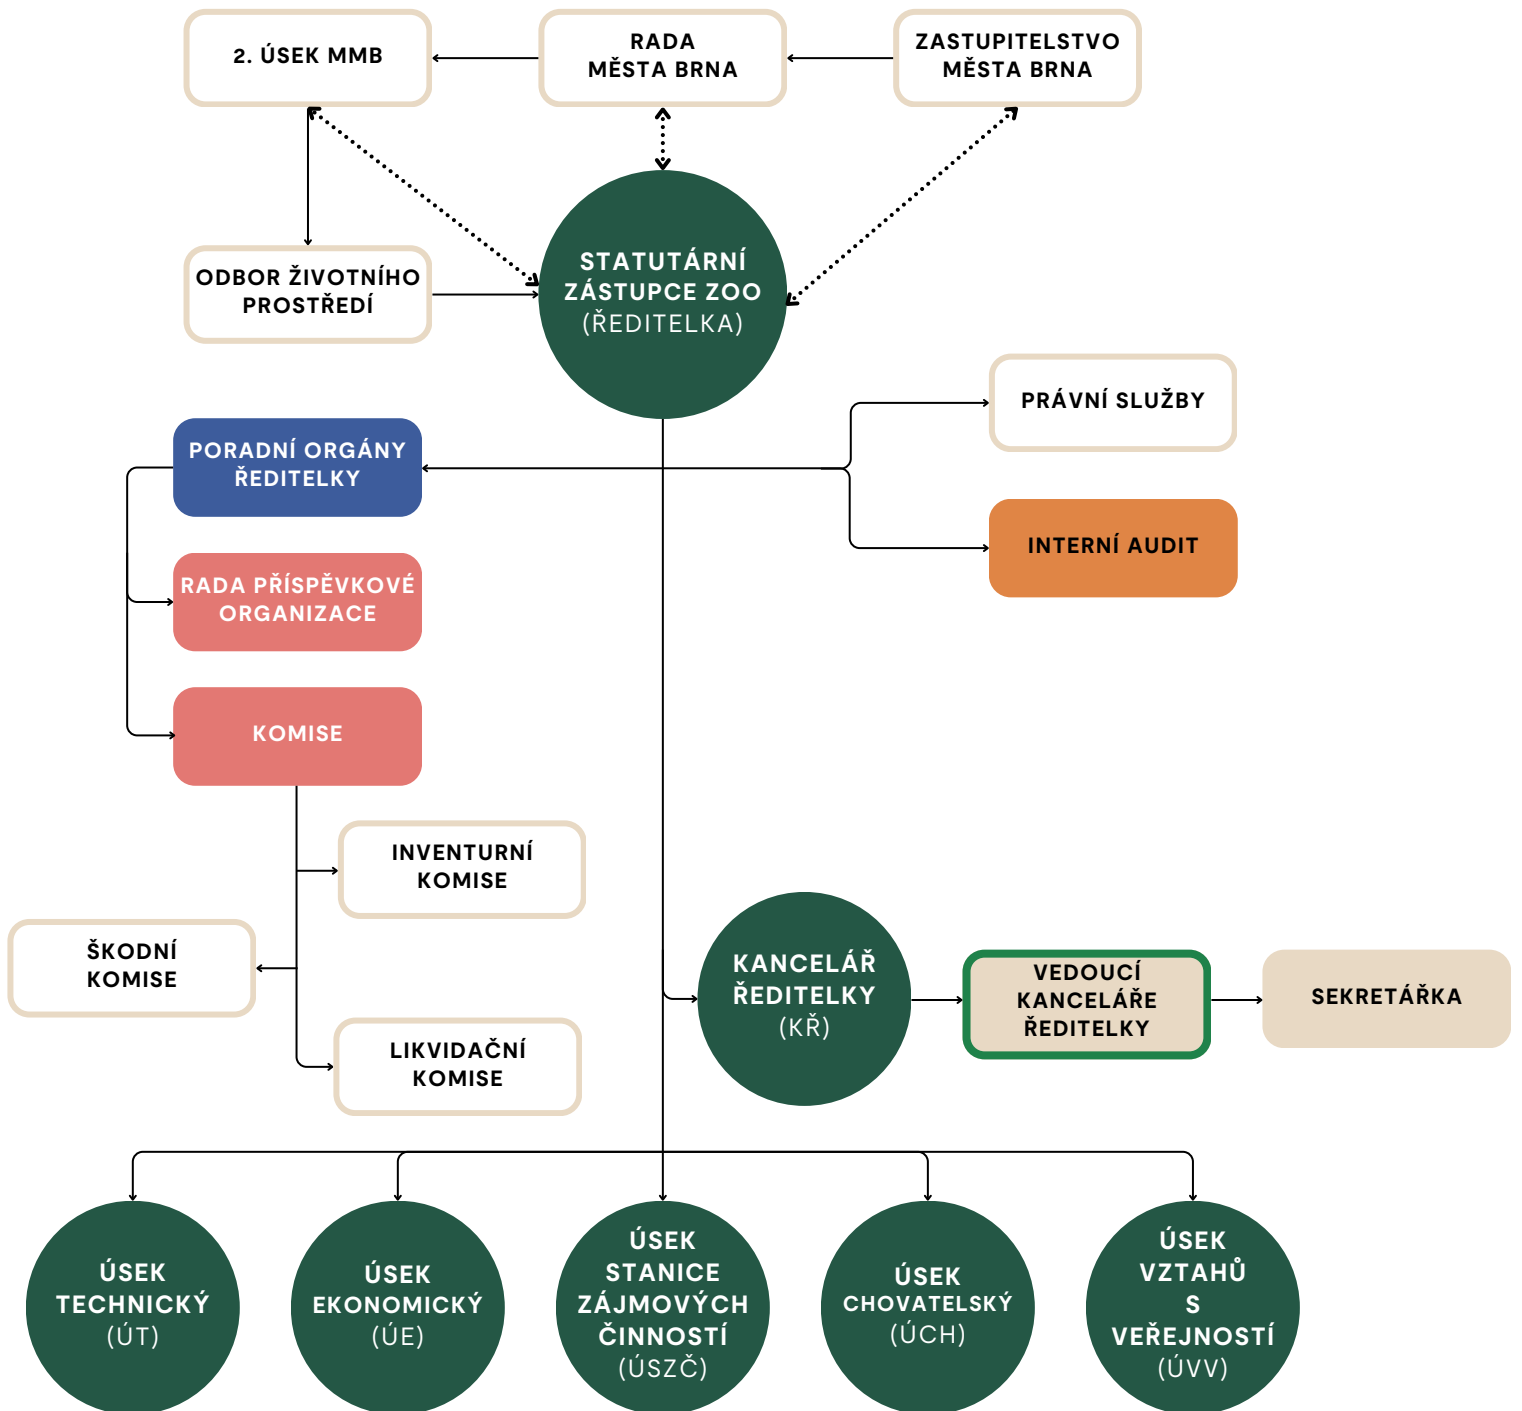 2. ÚSEK MMB
RADA
MĚSTA BRNA
ZASTUPITELSTVO
MĚSTA BRNA
STATUTÁRNÍ
ZÁSTUPCE ZOO
(ŘEDITELKA)
ODBOR ŽIVOTNÍHO
PROSTŘEDÍ
PRÁVNÍ SLUŽBY
PORADNÍ ORGÁNY
ŘEDITELKY
INTERNÍ AUDIT
RADA PŘÍSPĚVKOVÉ
ORGANIZACE
KOMISE
INVENTURNÍ
KOMISE
ŠKODNÍ
KOMISE
LIKVIDAČNÍ
KOMISE
KANCELÁŘ
ŘEDITELKY
(KŘ)
VEDOUCÍ
KANCELÁŘE
ŘEDITELKY
SEKRETÁŘKA
ÚSEK
TECHNICKÝ
(ÚT)
ÚSEK
EKONOMICKÝ
(ÚE)
ÚSEK
STANICE
ZÁJMOVÝCH
ČINNOSTÍ
(ÚSZČ)
ÚSEK
CHOVATELSKÝ
(ÚCH)
ÚSEK
VZTAHŮ
S
VEŘEJNOSTÍ
(ÚVV)